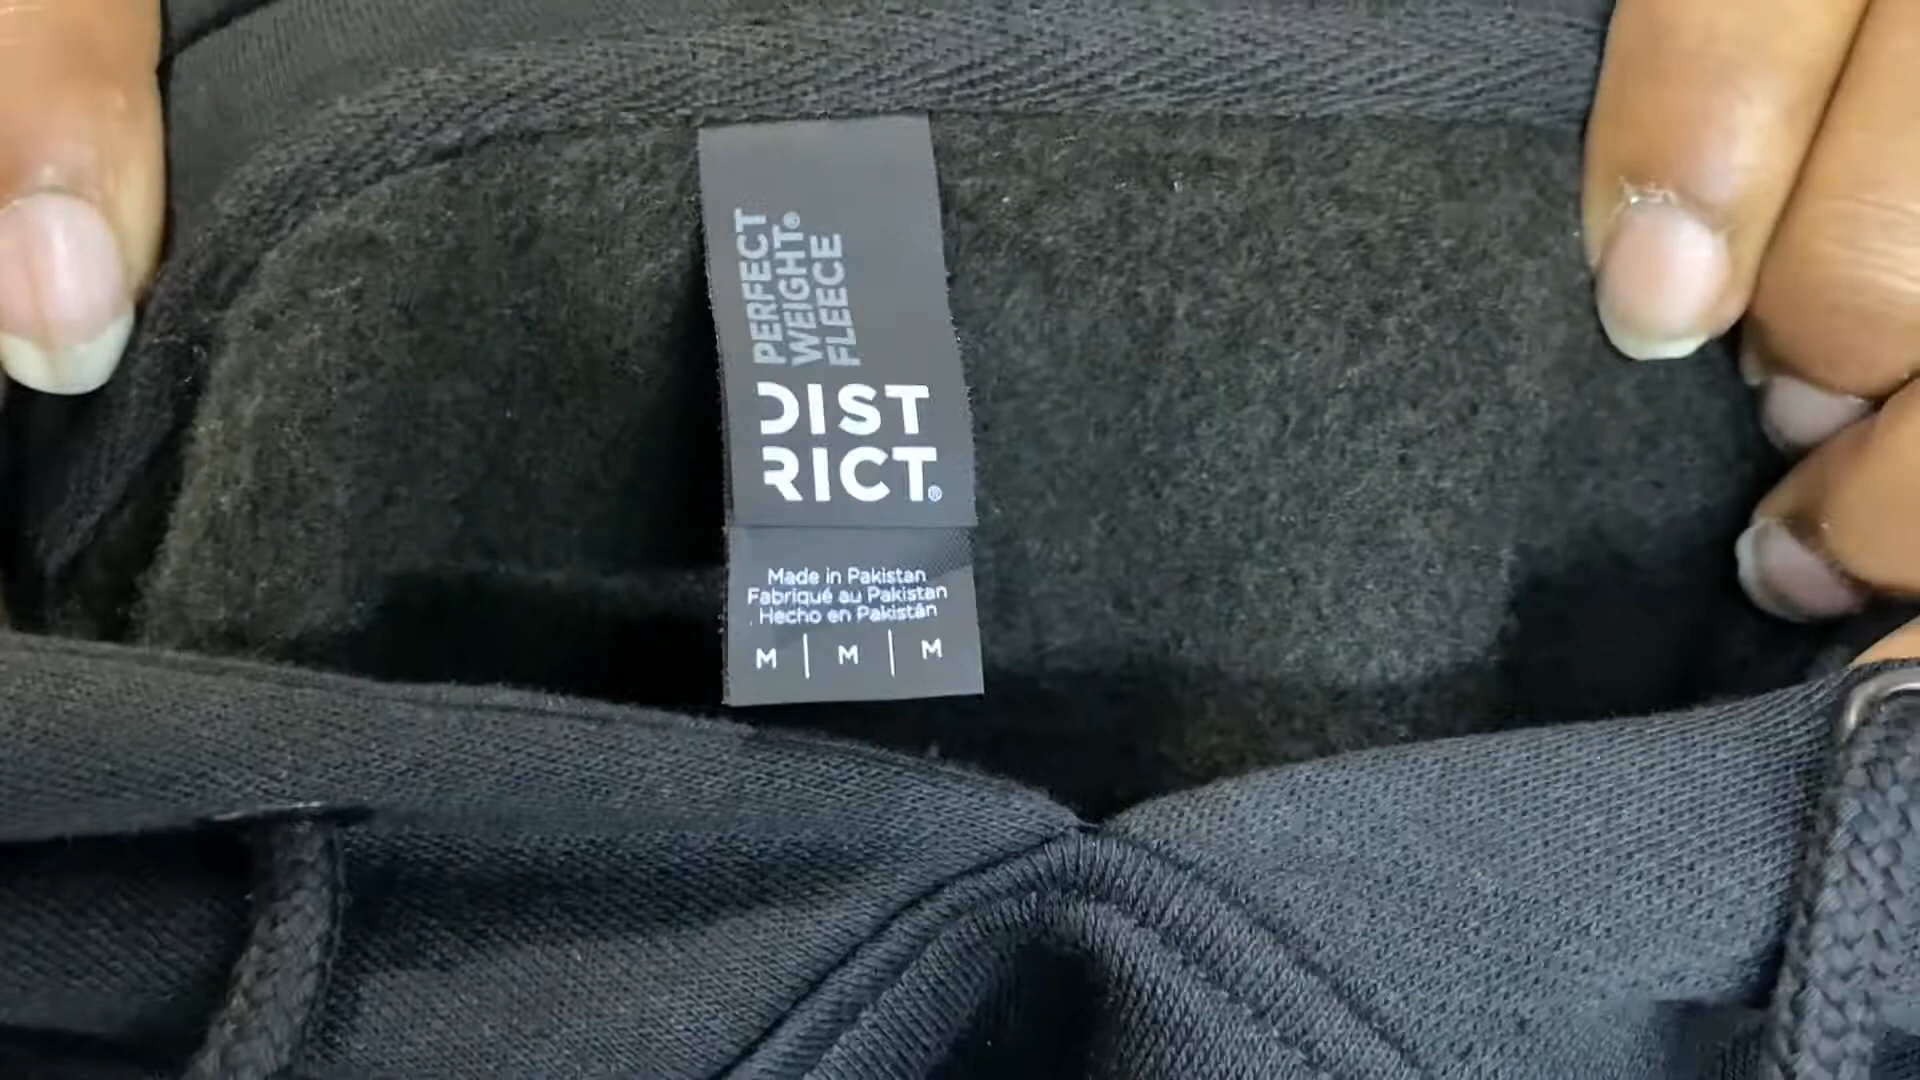 PERFECT
WEIGHT®
FLEECE
DIST
RICT®
Made in Pakistan
Fabriqué au Pakistan
Hecho en Pakistán
M | M | M